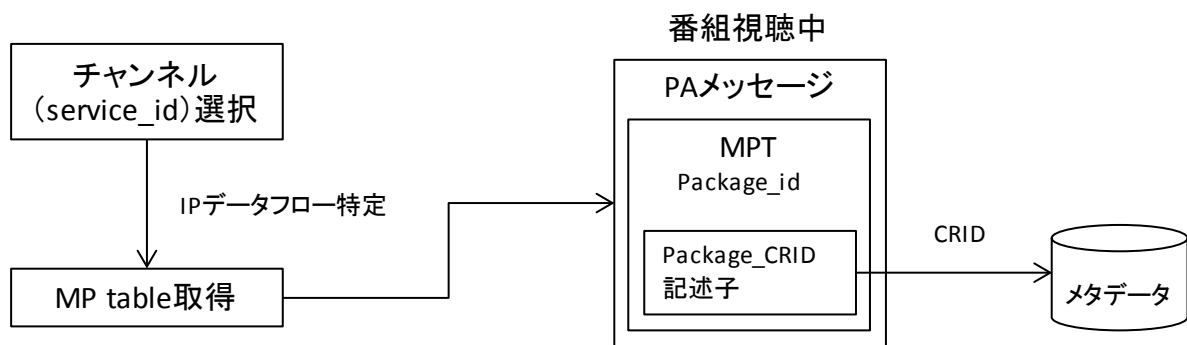 チャンネル
（service_id）選択
IPデータフロー特定
MP table取得
番組視聴中
PAメッセージ
MPT
Package_id
Package_CRID
記述子
CRID
メタデータ